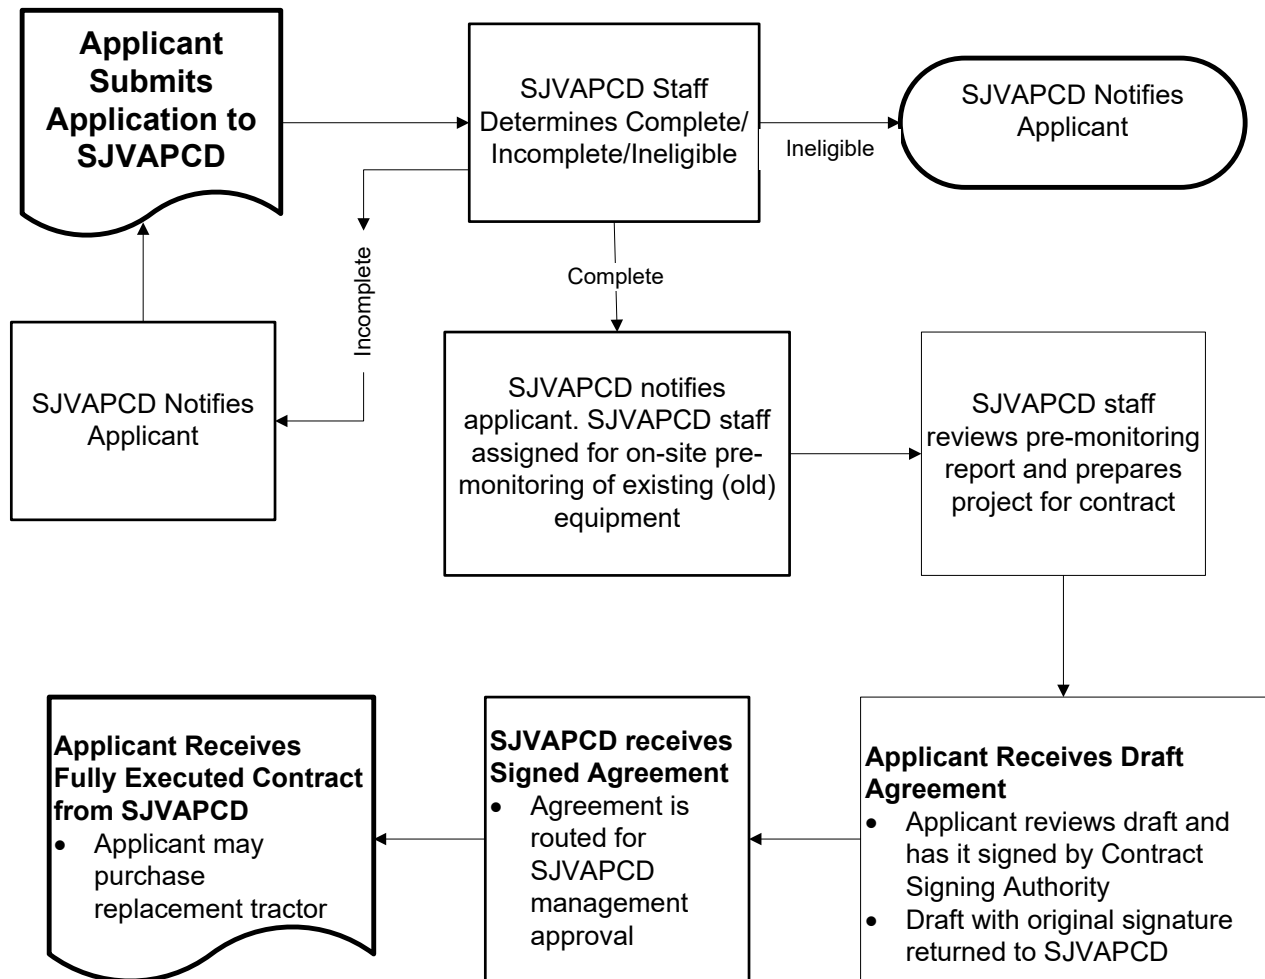 Applicant
Submits
Application to
SJVAPCD
SJVAPCD Staff
Determines Complete/
Incomplete/Ineligible
Ineligible
SJVAPCD Notifies
Applicant
Incomplete
Complete
SJVAPCD Notifies
Applicant
SJVAPCD notifies
applicant. SJVAPCD staff
assigned for on-site pre-
monitoring of existing (old)
equipment
SJVAPCD staff
reviews pre-monitoring
report and prepares
project for contract
Applicant Receives Draft
Agreement
• Applicant reviews draft and
has it signed by Contract
Signing Authority
• Draft with original signature
returned to SJVAPCD
SJVAPCD receives
Signed Agreement
• Agreement is
routed for
SJVAPCD
management
approval
Applicant Receives
Fully Executed Contract
from SJVAPCD
• Applicant may
purchase
replacement tractor